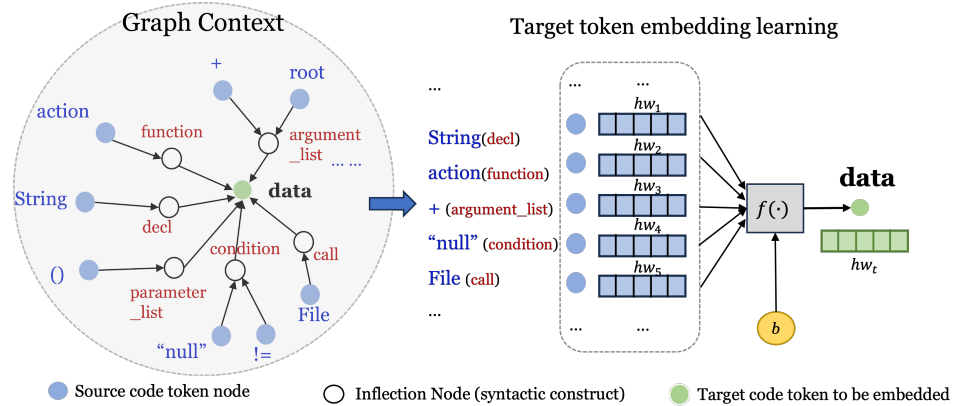 Graph Context
+
root
action
function
argument
_list
... ...
String
data
decl
()
condition
call
parameter
_list
File
“null”
!=
Target token embedding learning
...
String(decl)
action(function)
+ (argument_list)
“null” (condition)
File (call)
...
... ...
hw₁
hw₂
hw₃
hw₄
hw₅
... ...
f(·)
b
data
hwₜ
Source code token node
Inflection Node (syntactic construct)
Target code token to be embedded